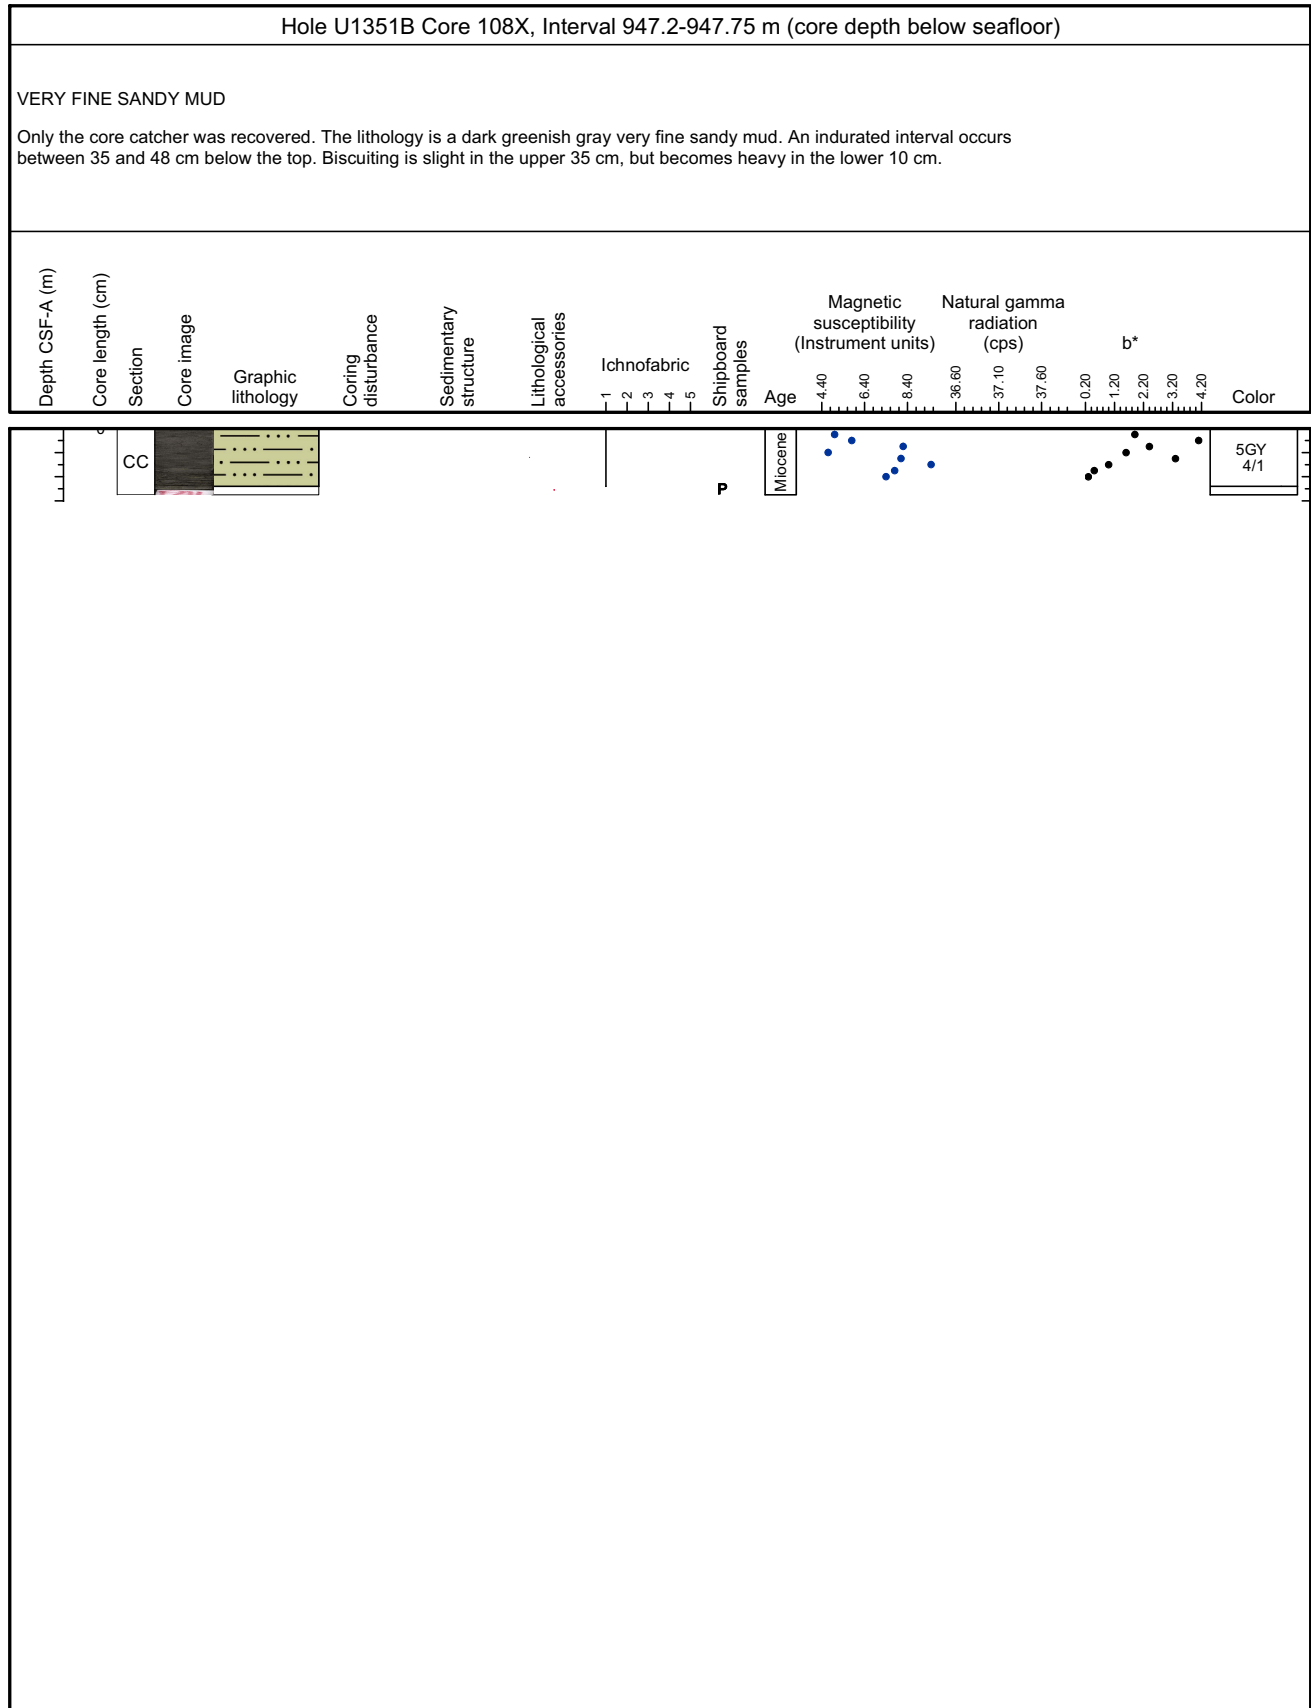 Hole U1351B Core 108X, Interval 947.2-947.75 m (core depth below seafloor)
VERY FINE SANDY MUD
Only the core catcher was recovered. The lithology is a dark greenish gray very fine sandy mud. An indurated interval occurs
between 35 and 48 cm below the top. Biscuiting is slight in the upper 35 cm, but becomes heavy in the lower 10 cm.
Depth CSF-A (m)
Core length (cm)
Section
Core image
Graphic
lithology
Coring
disturbance
Sedimentary
structure
Lithological
accessories
Ichnofabric
1 2 3 4 5
Shipboard
samples
Age
Magnetic
susceptibility
(Instrument units)
4.40 6.40 8.40
Natural gamma
radiation
(cps)
36.60 37.10 37.60
b*
0.20 1.20 2.20 3.20 4.20
Color
CC
P
Miocene
5GY
4/1